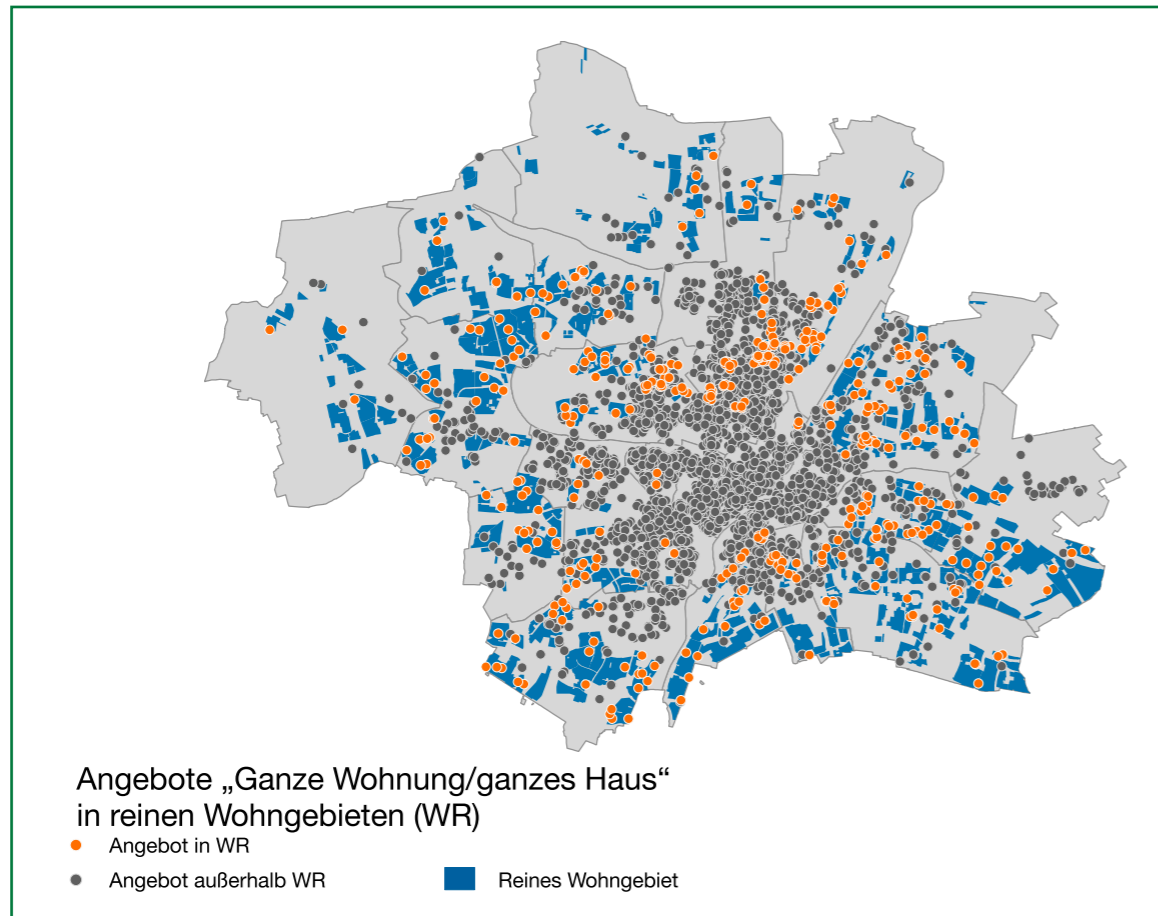 Angebote „Ganze Wohnung/ganzes Haus“
in reinen Wohngebieten (WR)
Angebot in WR
Angebot außerhalb WR
Reines Wohngebiet